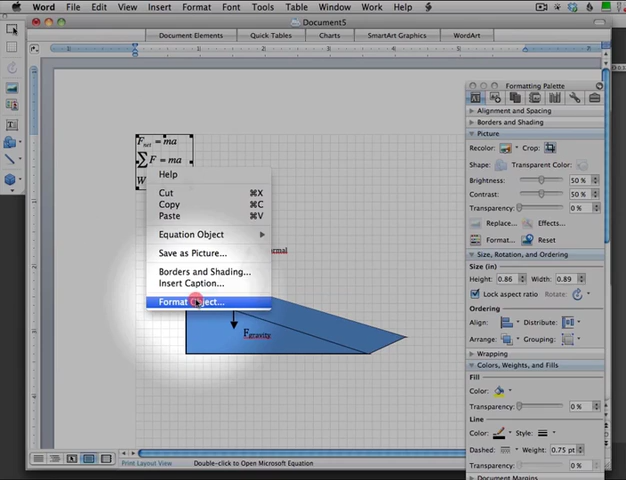 Word File Edit View Insert Format Font Tools Table Window Work Help
Document5
Document Elements Quick Tables Charts SmartArt Graphics WordArt
Formatting Palette
Alignment and Spacing
Borders and Shading
Picture
Recolor: Crop:
Shape: Transparent Color:
Brightness: 50 %
Contrast: 50 %
Transparency: 0 %
Replace... Effects...
Format... Reset
Size, Rotation, and Ordering
Size (in)
Height: 0.86 Width: 0.89
Lock aspect ratio Rotate:
Ordering
Align: Distribute:
Arrange: Grouping:
Wrapping
Colors, Weights, and Fills
Fill
Color:
Transparency: 0 %
Line
Color: Style:
Dashed: Weight: 0.75 pt
Transparency: 0 %
Document Margins
F net = ma
∑ F = ma
W
Help
Cut ⌘X
Copy ⌘C
Paste ⌘V
Equation Object
Save as Picture...
Borders and Shading...
Insert Caption...
Format Object...
F gravity
Print Layout View Double-click to Open Microsoft Equation